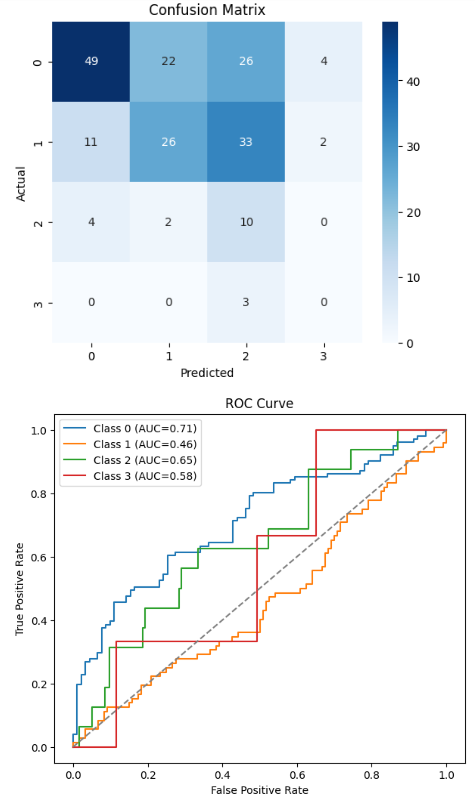 Confusion Matrix
0 49 22 26 4
1 11 26 33 2
2 4 2 10 0
3 0 0 3 0
0 1 2 3
Actual
Predicted
40
30
20
10
0
ROC Curve
Class 0 (AUC=0.71)
Class 1 (AUC=0.46)
Class 2 (AUC=0.65)
Class 3 (AUC=0.58)
1.0
0.8
0.6
0.4
0.2
0.0
True Positive Rate
0.0 0.2 0.4 0.6 0.8 1.0
False Positive Rate